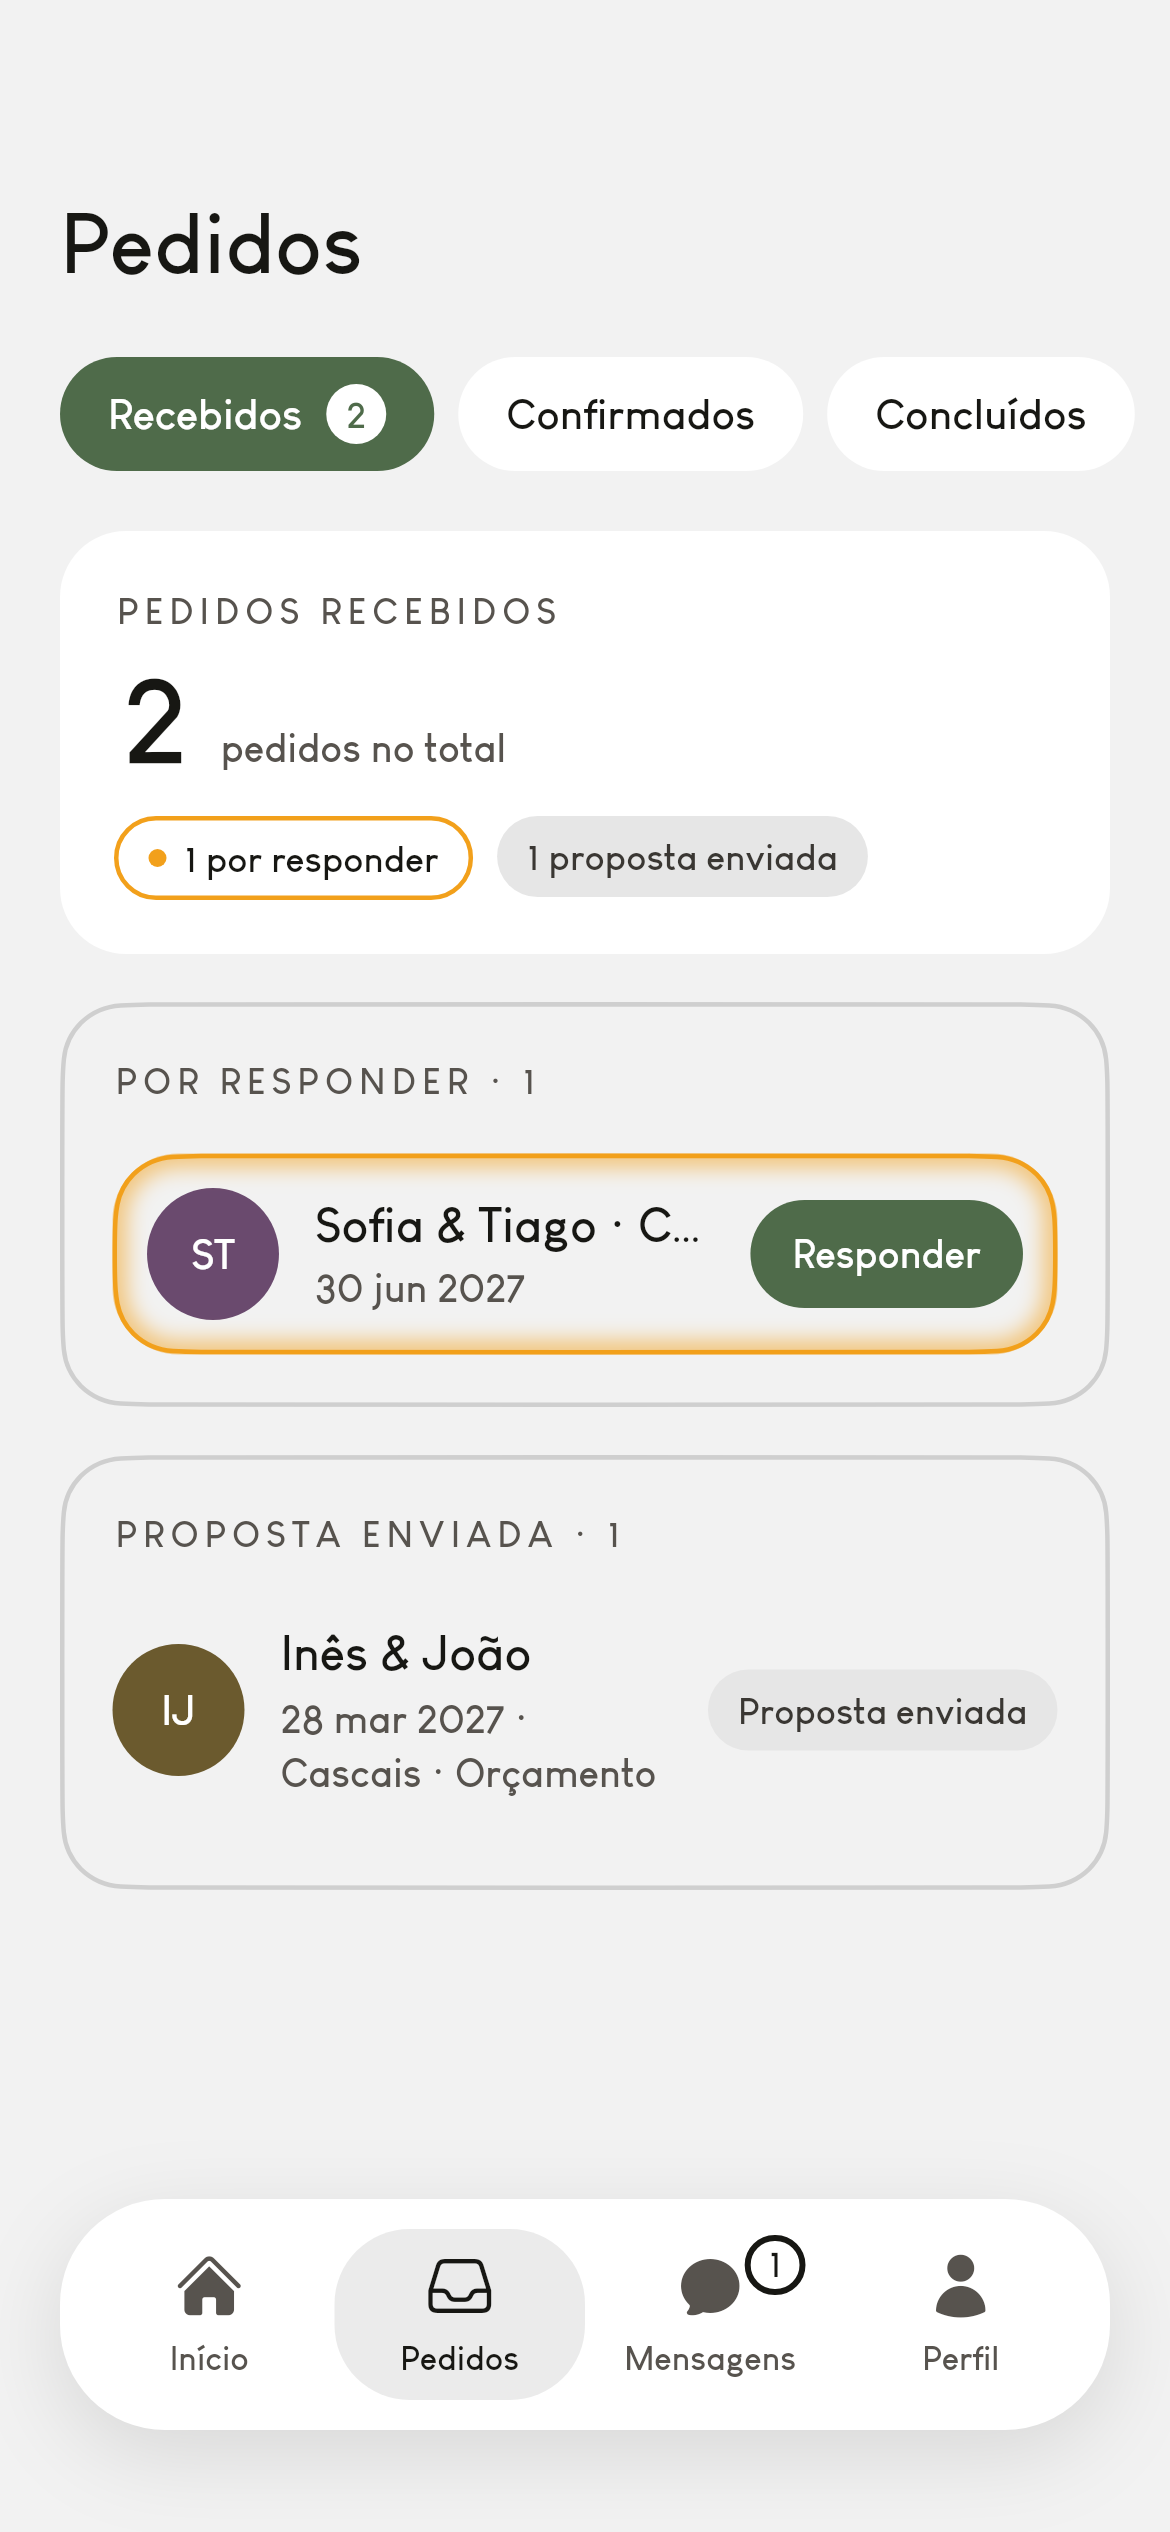 Pedidos
Recebidos 2
Confirmados
Concluídos
PEDIDOS RECEBIDOS
2 pedidos no total
1 por responder
1 proposta enviada
POR RESPONDER · 1
ST
Sofia & Tiago · C...
30 jun 2027
Responder
PROPOSTA ENVIADA · 1
IJ
Inês & João
28 mar 2027 ·
Cascais · Orçamento
Proposta enviada
1
Início
Pedidos
Mensagens
Perfil